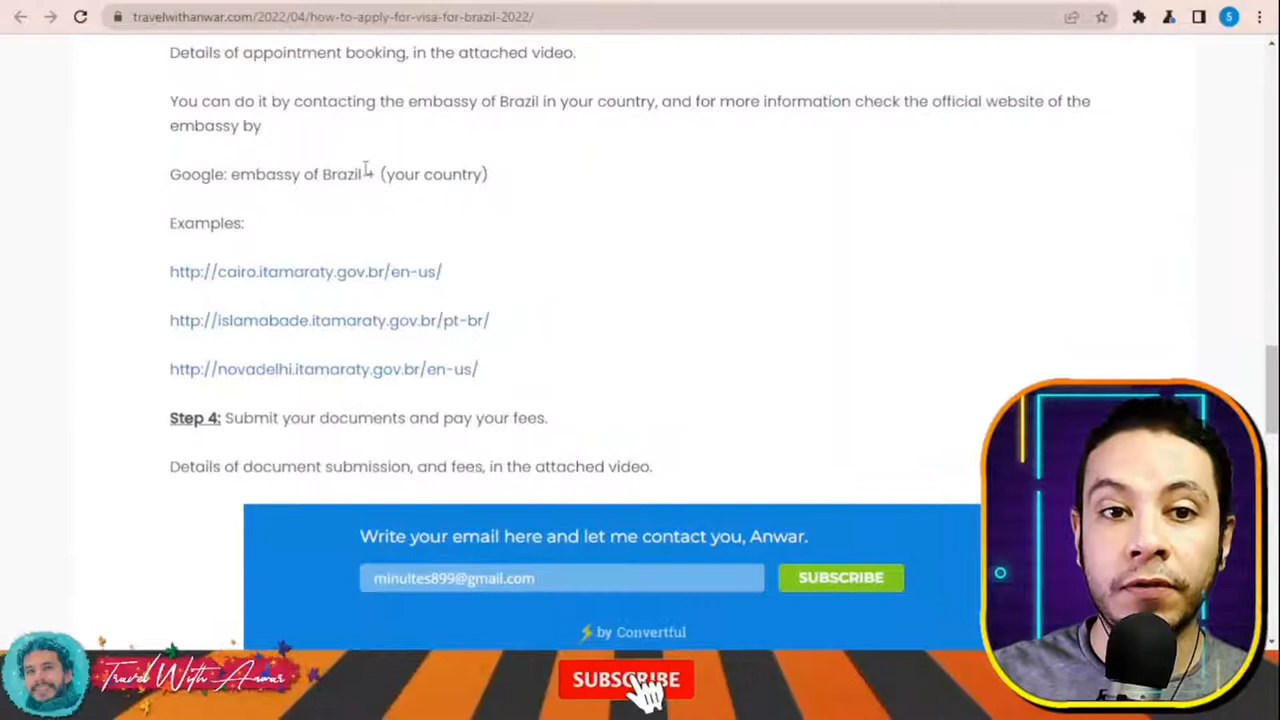 travelwithanwar.com/2022/04/how-to-apply-for-visa-for-brazil-2022/
5
Details of appointment booking, in the attached video.
You can do it by contacting the embassy of Brazil in your country, and for more information check the official website of the
embassy by
Google: embassy of Brazil + (your country)
Examples:
http://cairo.itamaraty.gov.br/en-us/
http://islamabade.itamaraty.gov.br/pt-br/
http://novadelhi.itamaraty.gov.br/en-us/
Step 4: Submit your documents and pay your fees.
Details of document submission, and fees, in the attached video.
Write your email here and let me contact you, Anwar.
minultes899@gmail.com
SUBSCRIBE
by Convertful
Travel With Anwar
SUBSCRIBE